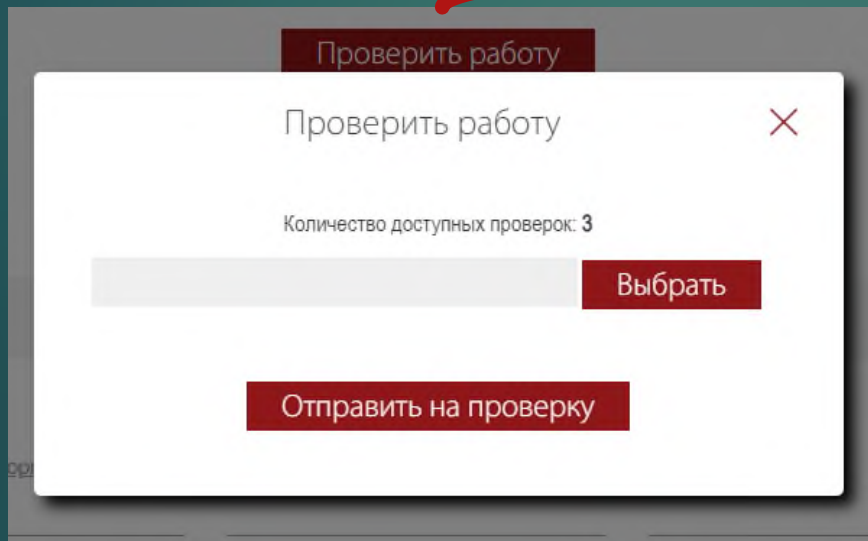 Проверить работу
Проверить работу
Количество доступных проверок: 3
Выбрать
Отправить на проверку